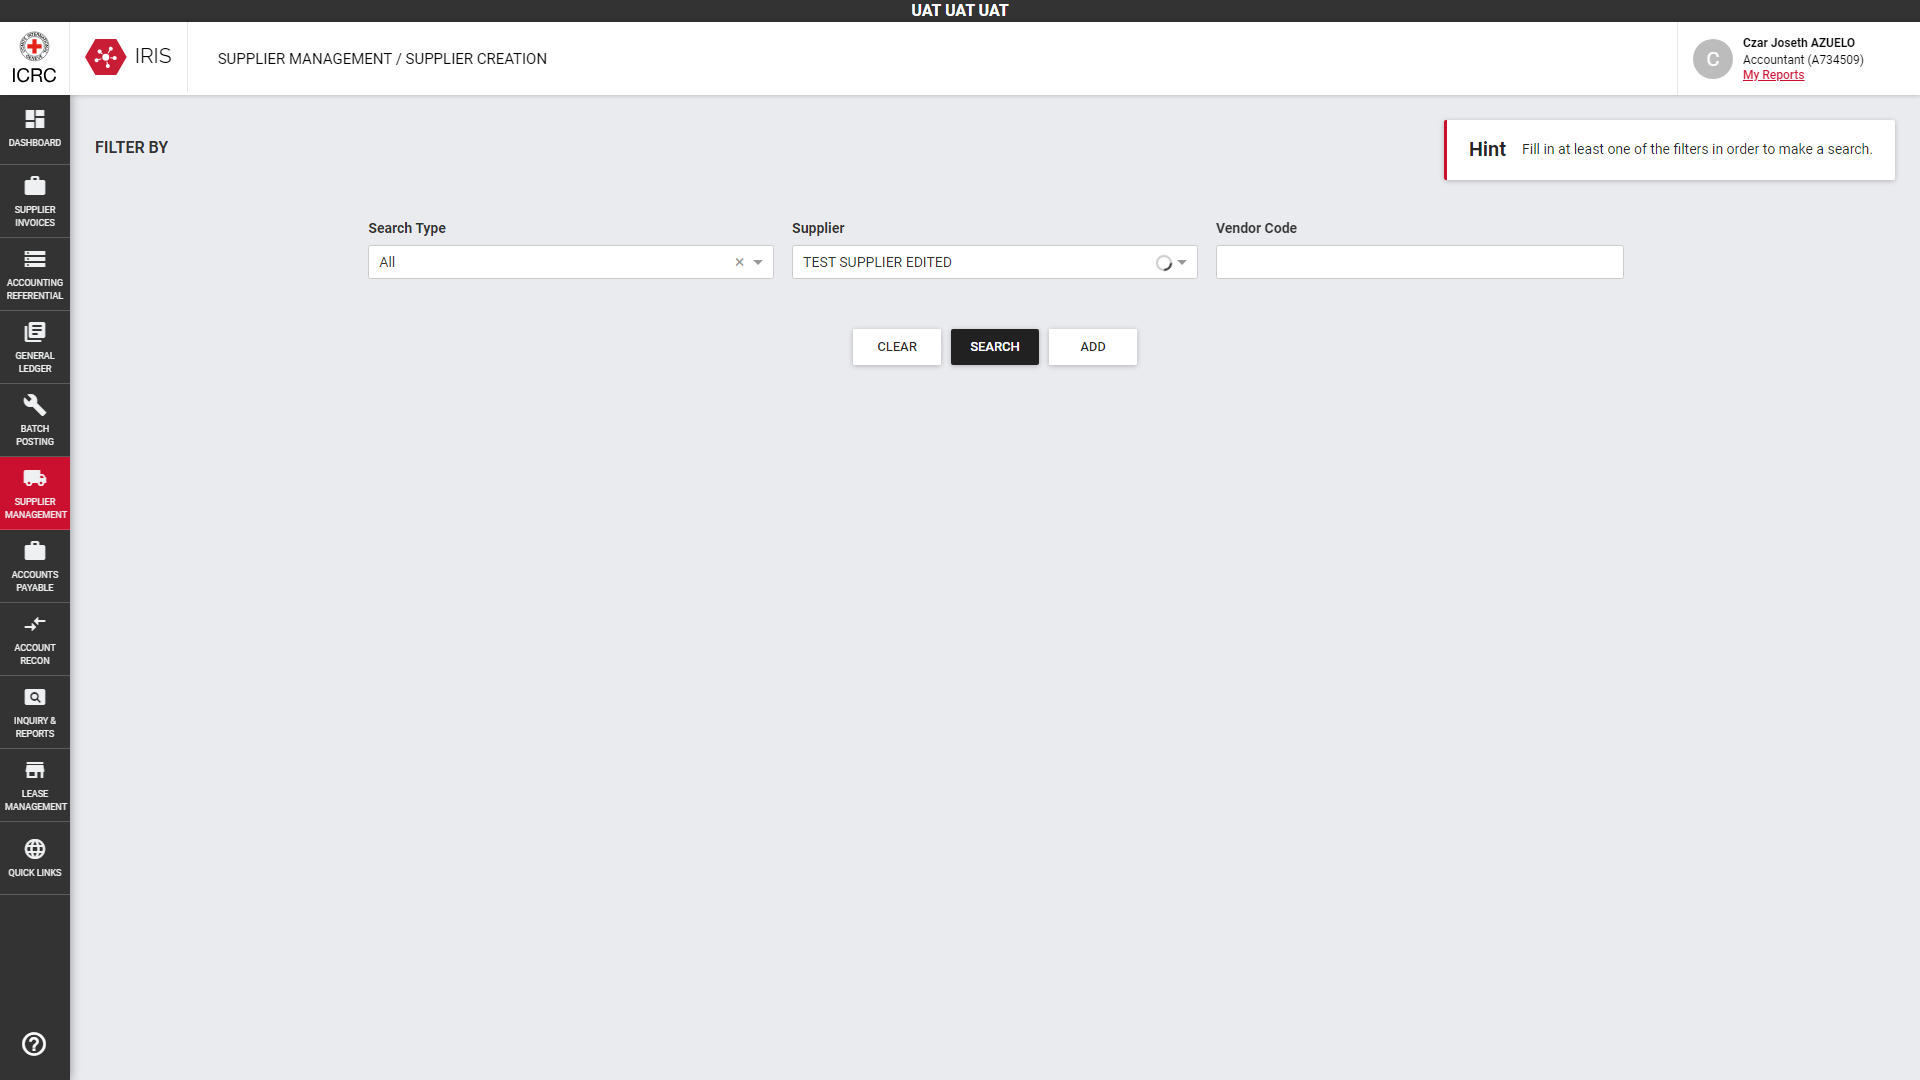 UAT UAT UAT
ICRC
IRIS
SUPPLIER MANAGEMENT / SUPPLIER CREATION
C
Czar Joseth AZUELO
Accountant (A734509)
My Reports
DASHBOARD
SUPPLIER
INVOICES
ACCOUNTING
REFERENTIAL
GENERAL
LEDGER
BATCH
POSTING
SUPPLIER
MANAGEMENT
ACCOUNTS
PAYABLE
ACCOUNT
RECON
INQUIRY &
REPORTS
LEASE
MANAGEMENT
QUICK LINKS
FILTER BY
Hint Fill in at least one of the filters in order to make a search.
Search Type
All
Supplier
TEST SUPPLIER EDITED
Vendor Code
CLEAR
SEARCH
ADD